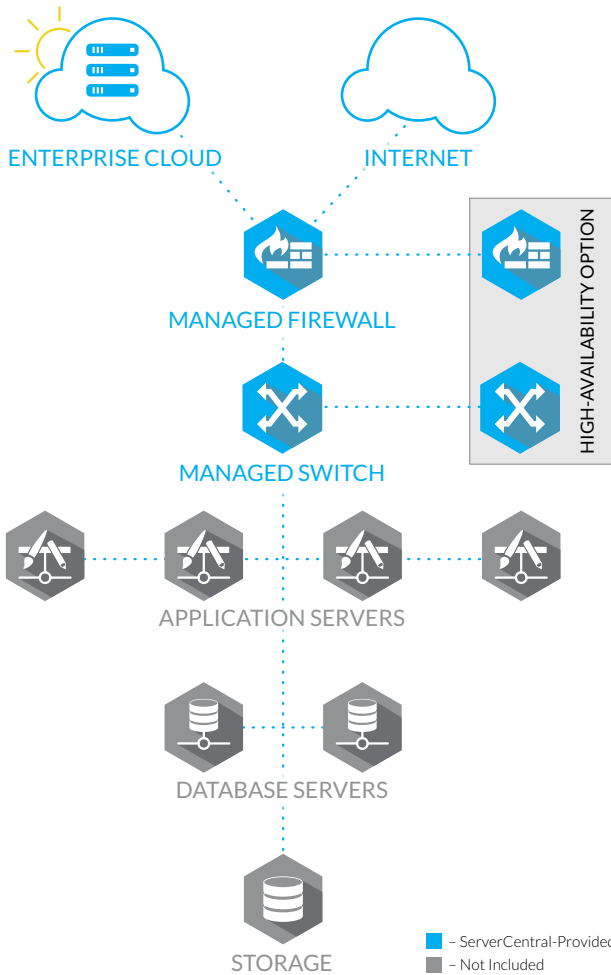 ENTERPRISE CLOUD
INTERNET
MANAGED FIREWALL
HIGH-AVAILABILITY OPTION
MANAGED SWITCH
APPLICATION SERVERS
DATABASE SERVERS
STORAGE
– ServerCentral-Provided
– Not Included